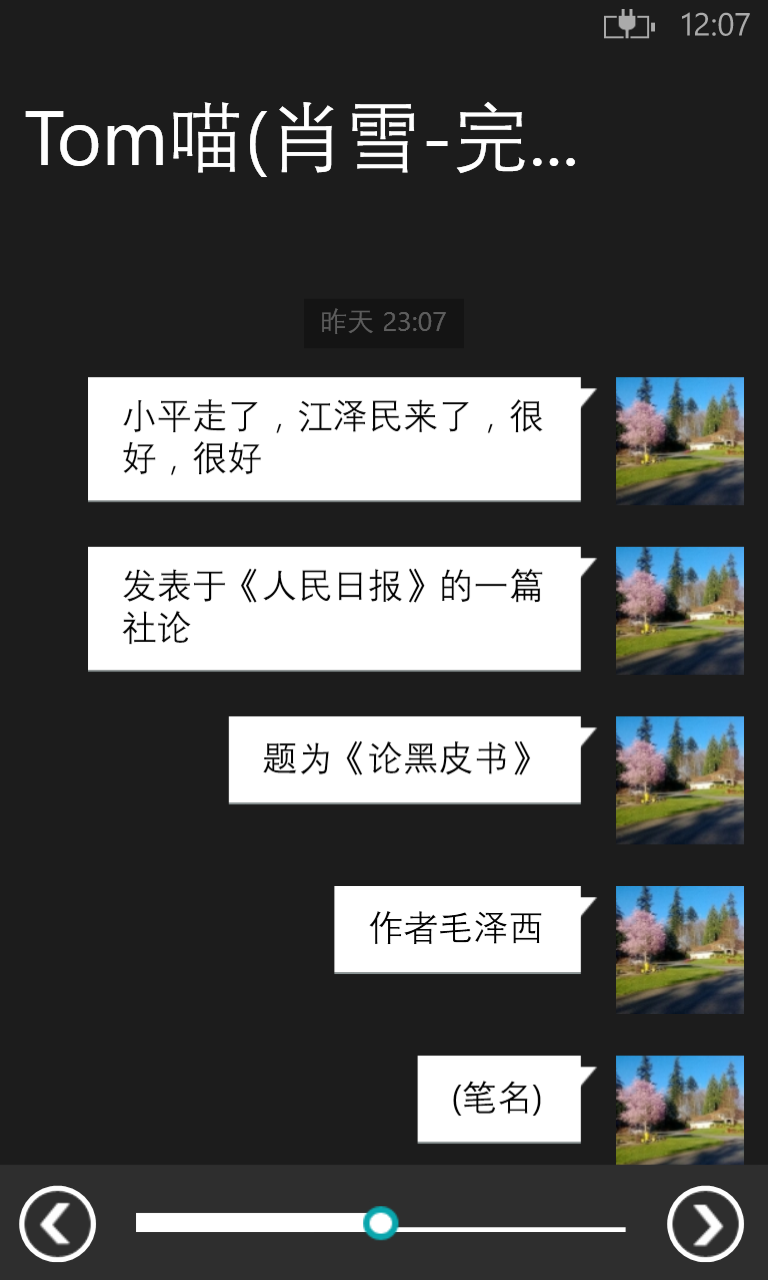 12:07
Tom喵(肖雪-完...
昨天 23:07
小平走了，江泽民来了，很
好，很好
发表于《人民日报》的一篇
社论
题为《论黑皮书》
作者毛泽西
(笔名)